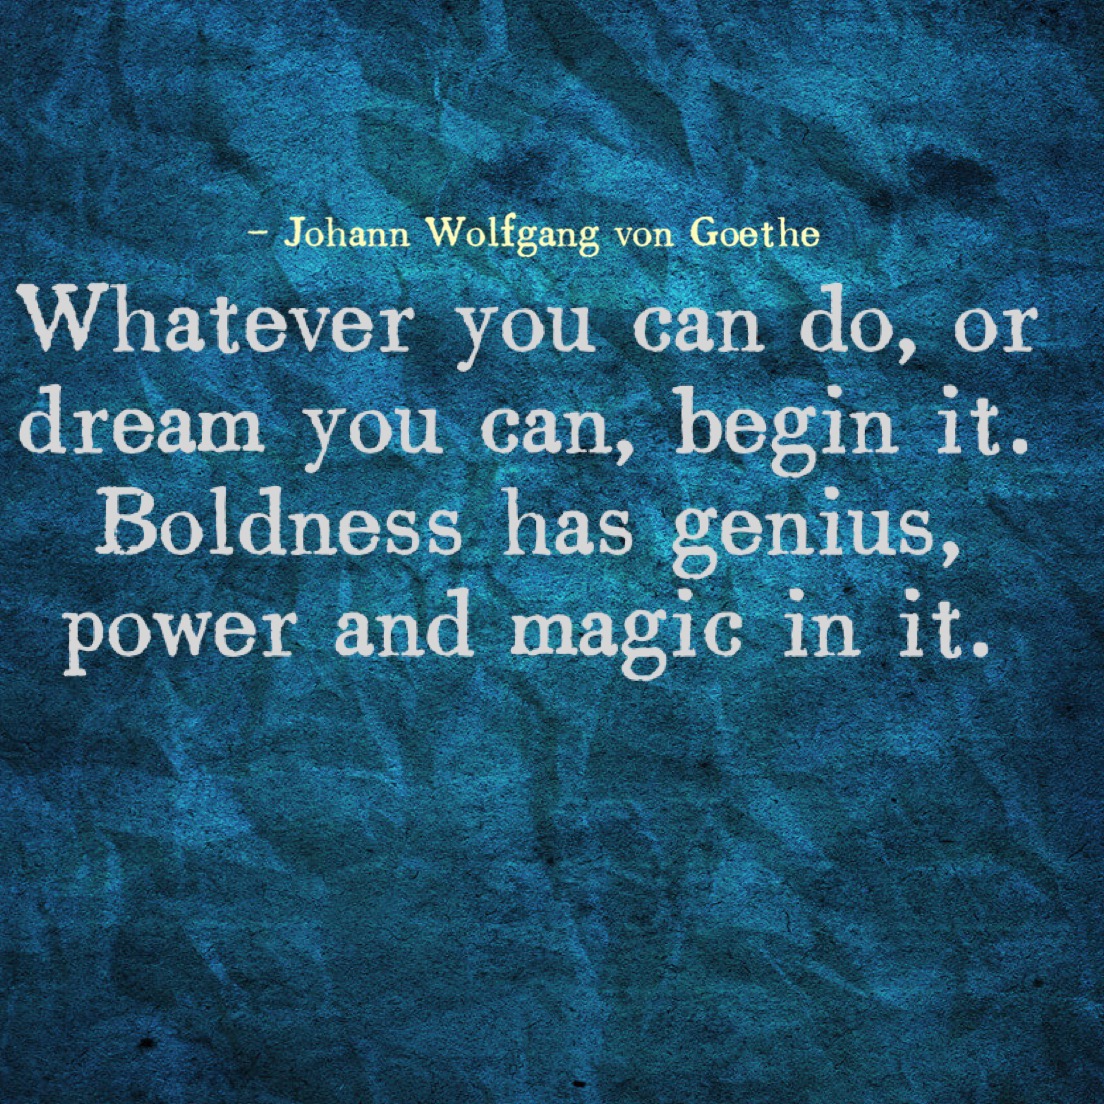 – Johann Wolfgang von Goethe
Whatever you can do, or
dream you can, begin it.
Boldness has genius,
power and magic in it.